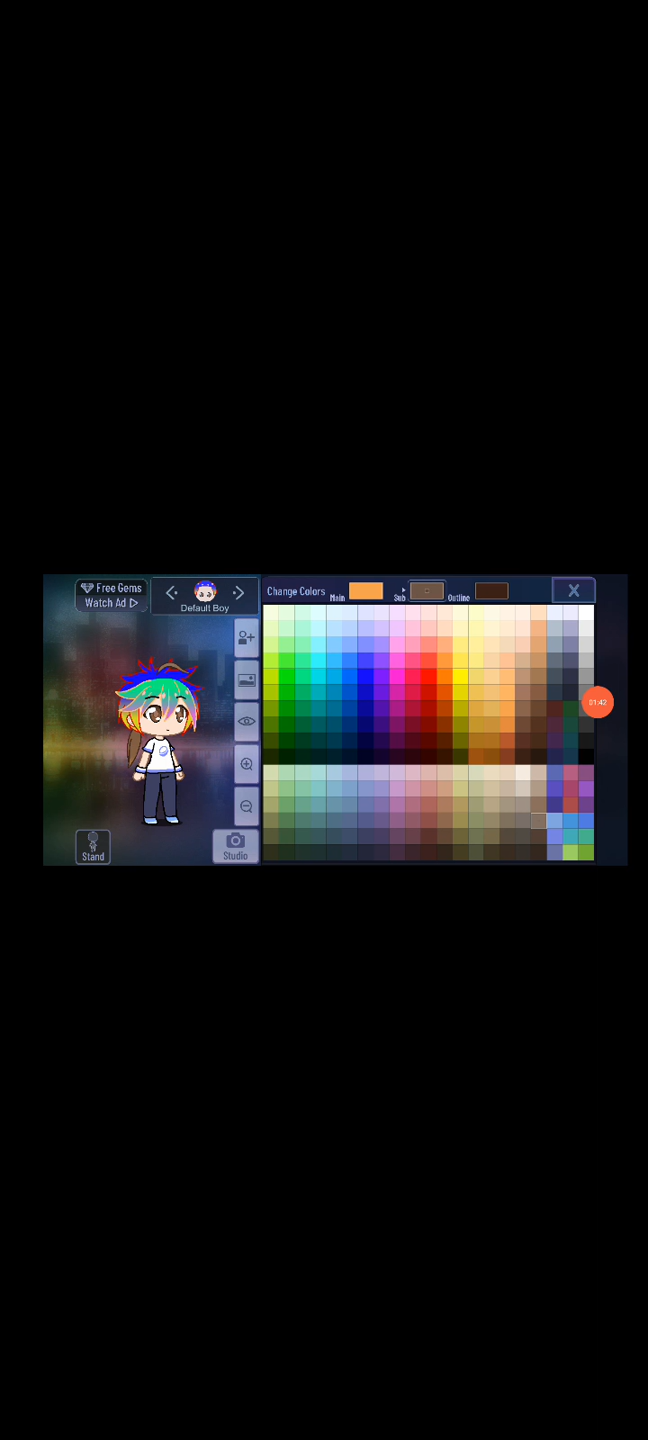 Free Gems
Watch Ad
Default Boy
Change Colors
Main
Sub
Outline
X
01:42
Stand
Studio